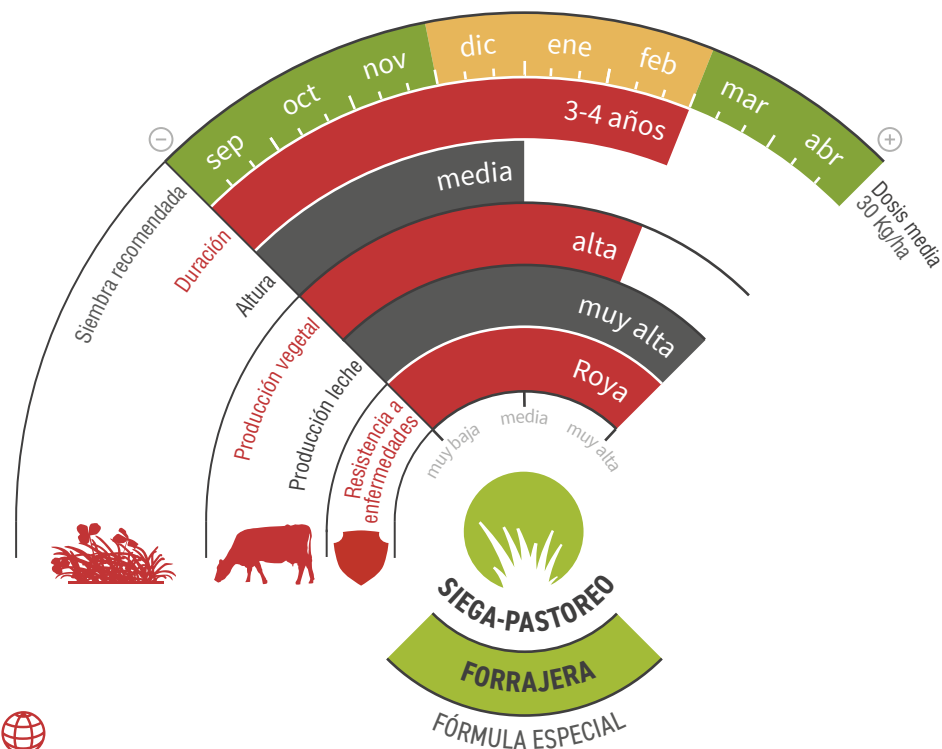 sep
oct
nov
dic
ene
feb
mar
abr
Siembra recomendada
Dosis media
30 Kg/ha
Duración
3-4 años
Altura
media
Producción vegetal
alta
Producción leche
muy alta
Resistencia a
enfermedades
Roya
muy baja
media
muy alta
SIEGA-PASTOREO
FORRAJERA
FÓRMULA ESPECIAL